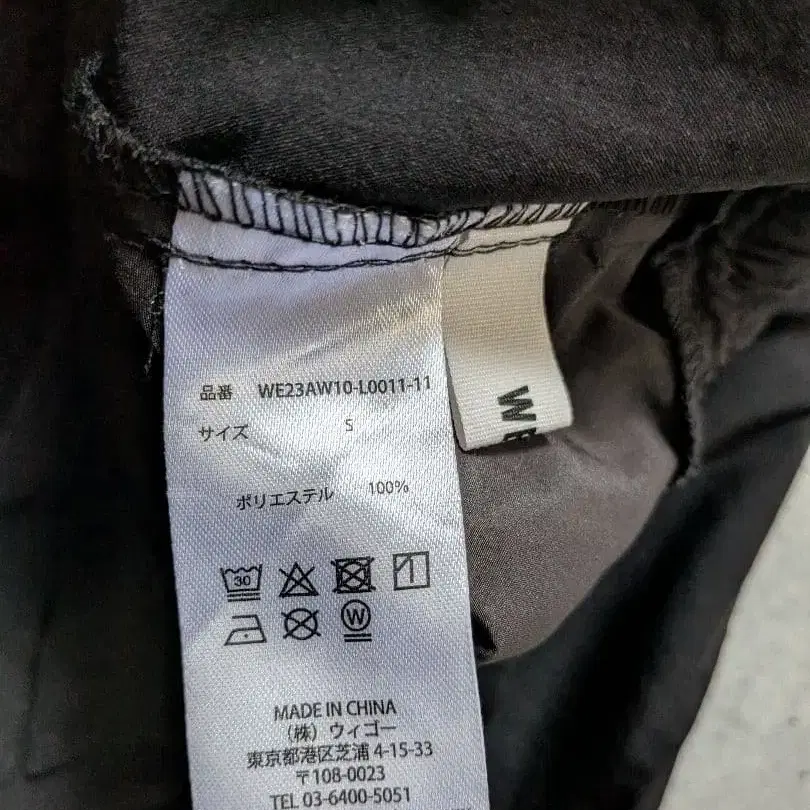 品番 WE23AW10-L0011-11
サイズ S
ポリエステル 100%
30
W
MADE IN CHINA
(株) ウィゴー
東京都港区芝浦 4-15-33
〒108-0023
TEL 03-6400-5051
WE